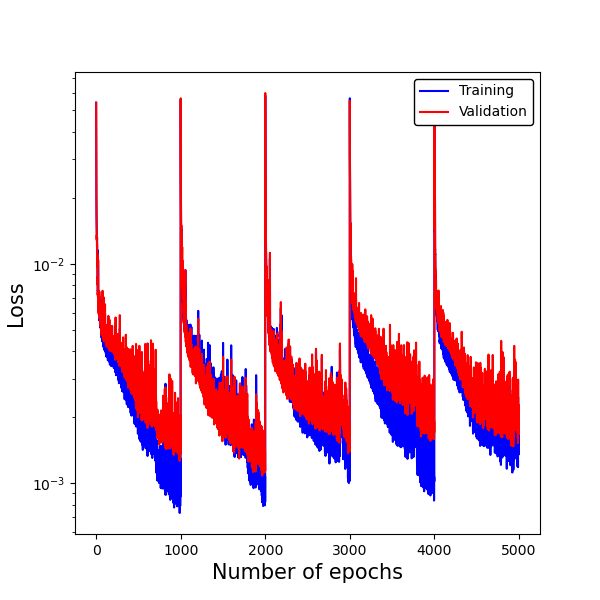 Training
Validation
Loss
10⁻²
10⁻³
0 1000 2000 3000 4000 5000
Number of epochs